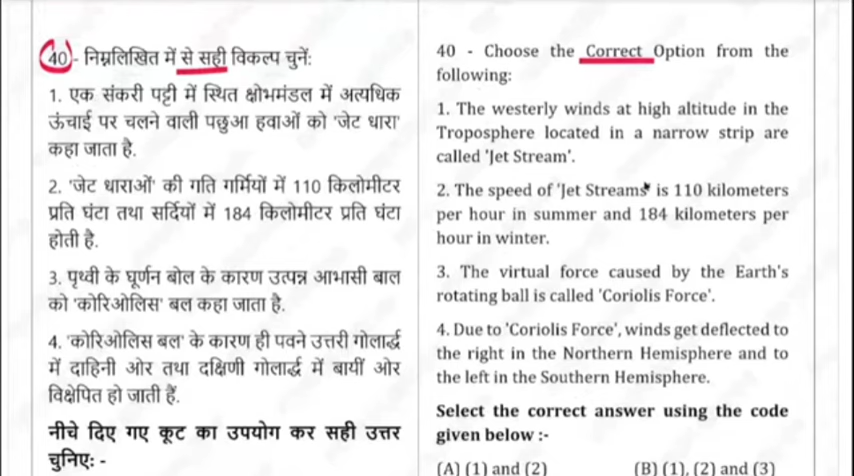 40 - निम्नलिखित में से सही विकल्प चुनें:
1. एक संकरी पट्टी में स्थित क्षोभमंडल में अत्यधिक
ऊंचाई पर चलने वाली पछुआ हवाओं को 'जेट धारा'
कहा जाता है.
2. 'जेट धाराओं' की गति गर्मियों में 110 किलोमीटर
प्रति घंटा तथा सर्दियों में 184 किलोमीटर प्रति घंटा
होती है.
3. पृथ्वी के घूर्णन बोल के कारण उत्पन्न आभासी बाल
को 'कोरिओलिस' बल कहा जाता है.
4. 'कोरिओलिस बल' के कारण ही पवने उत्तरी गोलार्द्ध
में दाहिनी ओर तथा दक्षिणी गोलार्द्ध में बायीं ओर
विक्षेपित हो जाती हैं.
नीचे दिए गए कूट का उपयोग कर सही उत्तर
चुनिए: -
40 - Choose the Correct Option from the
following:
1. The westerly winds at high altitude in the
Troposphere located in a narrow strip are
called 'Jet Stream'.
2. The speed of 'Jet Streams' is 110 kilometers
per hour in summer and 184 kilometers per
hour in winter.
3. The virtual force caused by the Earth's
rotating ball is called 'Coriolis Force'.
4. Due to 'Coriolis Force', winds get deflected to
the right in the Northern Hemisphere and to
the left in the Southern Hemisphere.
Select the correct answer using the code
given below :-
(A) (1) and (2) (B) (1), (2) and (3)